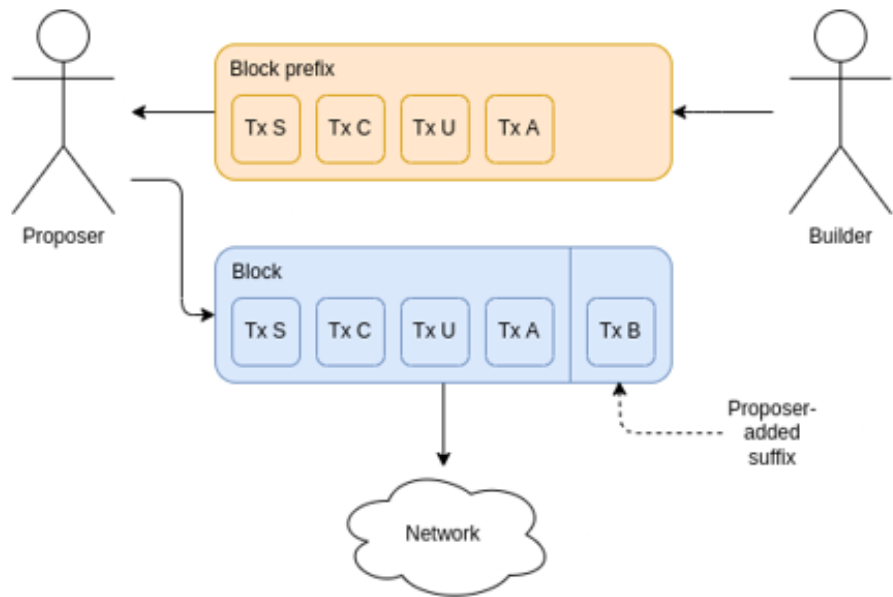 Block prefix
Tx S
Tx C
Tx U
Tx A
Proposer
Builder
Block
Tx S
Tx C
Tx U
Tx A
Tx B
Proposer-
added
suffix
Network